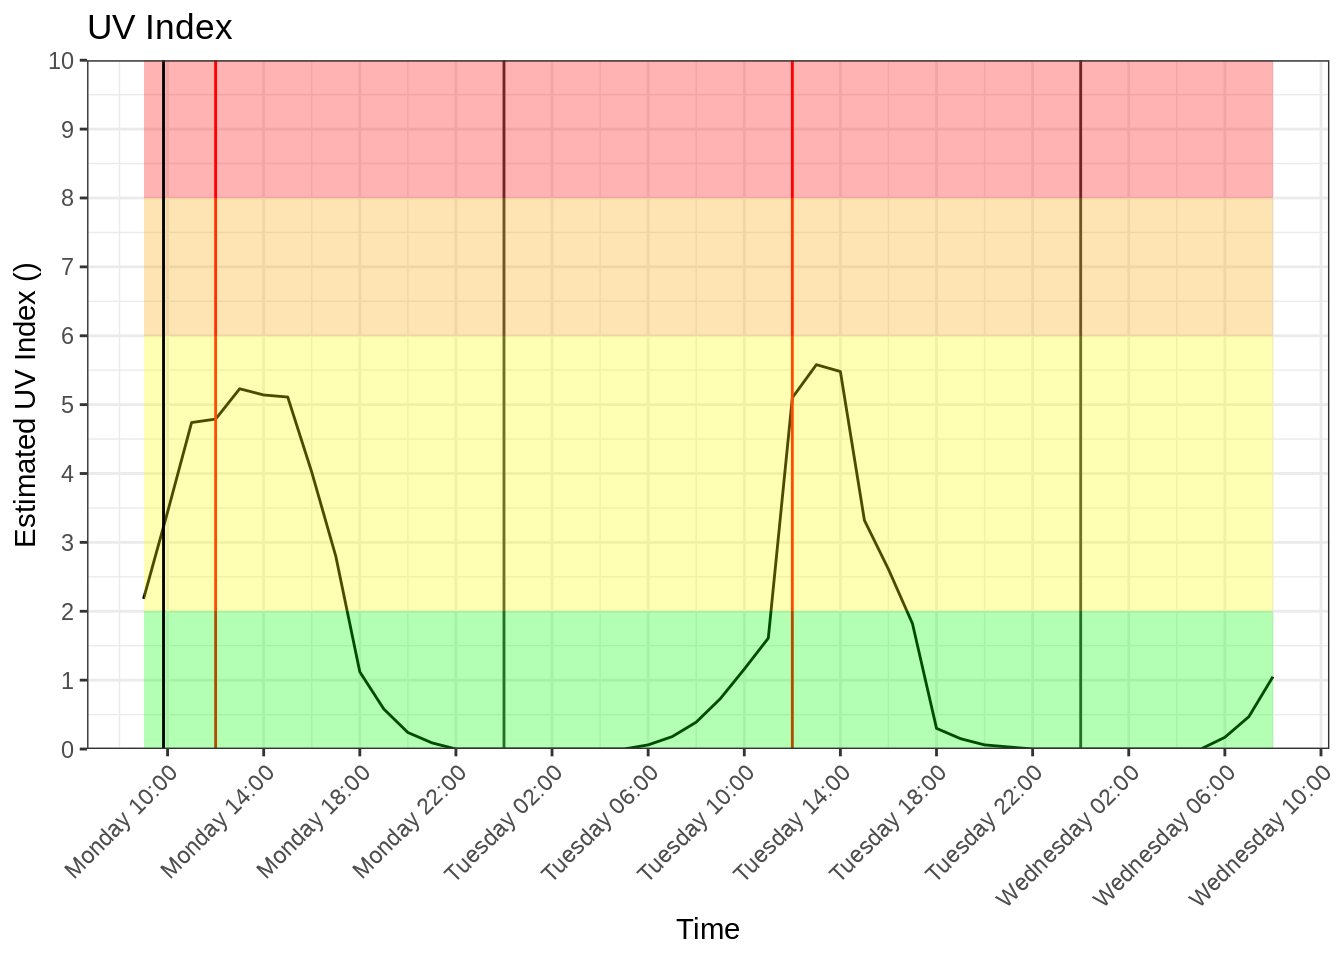 UV Index
Estimated UV Index ()
10
9
8
7
6
5
4
3
2
1
0
Monday 10:00
Monday 14:00
Monday 18:00
Monday 22:00
Tuesday 02:00
Tuesday 06:00
Tuesday 10:00
Tuesday 14:00
Tuesday 18:00
Tuesday 22:00
Wednesday 02:00
Wednesday 06:00
Wednesday 10:00
Time